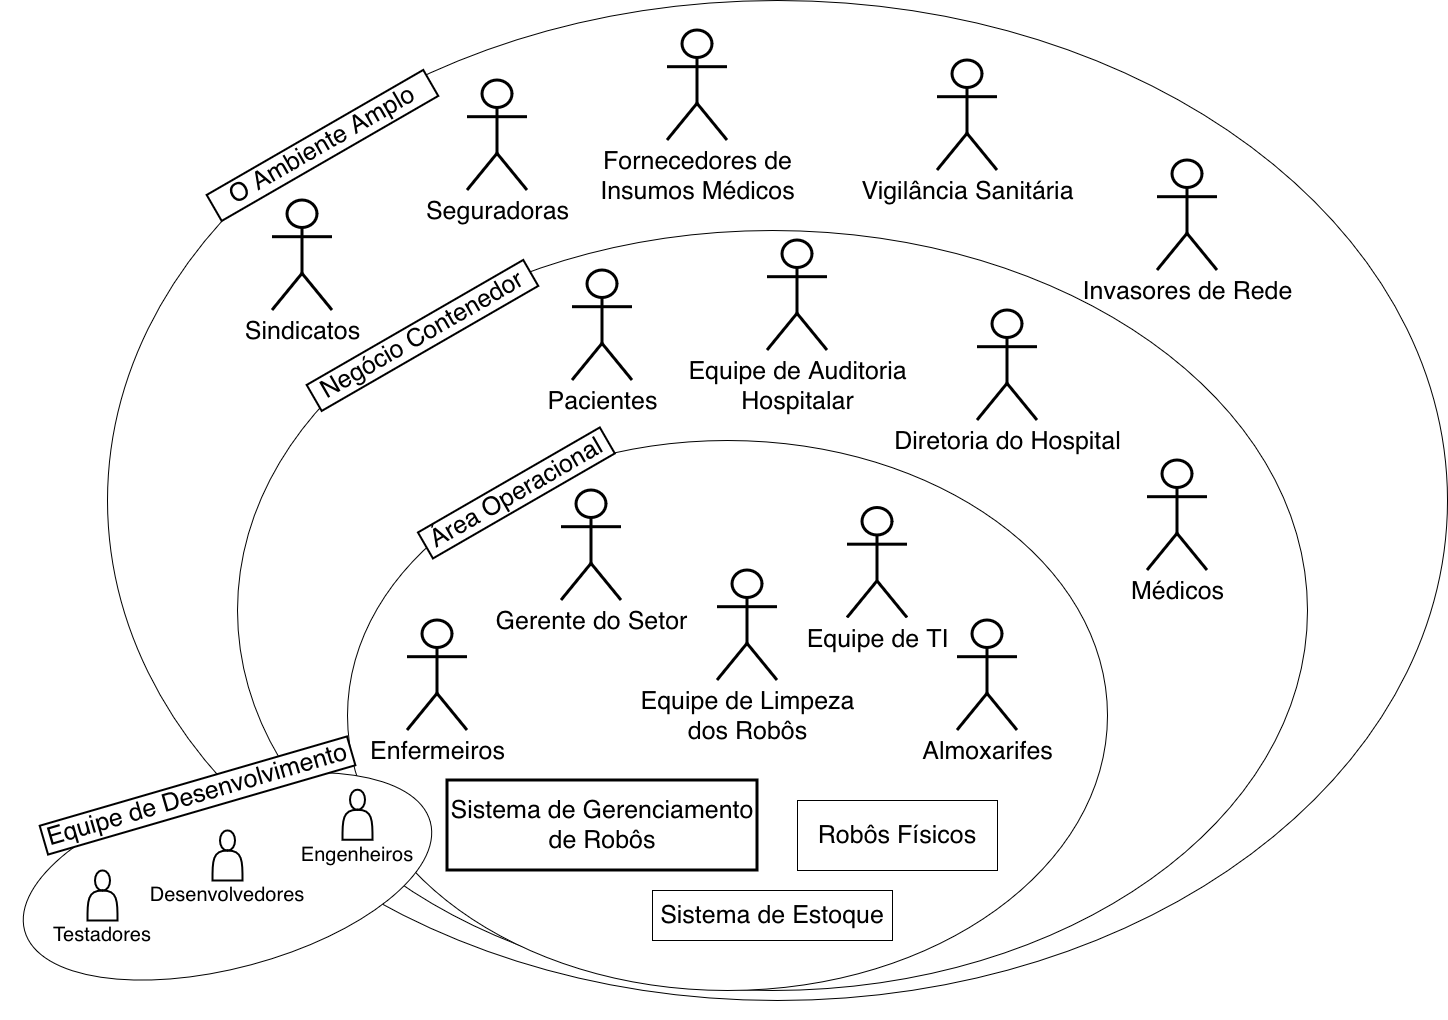 O Ambiente Amplo
Seguradoras
Fornecedores de
Insumos Médicos
Vigilância Sanitária
Invasores de Rede
Sindicatos
Negócio Contenedor
Pacientes
Equipe de Auditoria
Hospitalar
Diretoria do Hospital
Médicos
Área Operacional
Gerente do Setor
Equipe de TI
Enfermeiros
Equipe de Limpeza
dos Robôs
Almoxarifes
Sistema de Gerenciamento
de Robôs
Robôs Físicos
Sistema de Estoque
Equipe de Desenvolvimento
Engenheiros
Desenvolvedores
Testadores